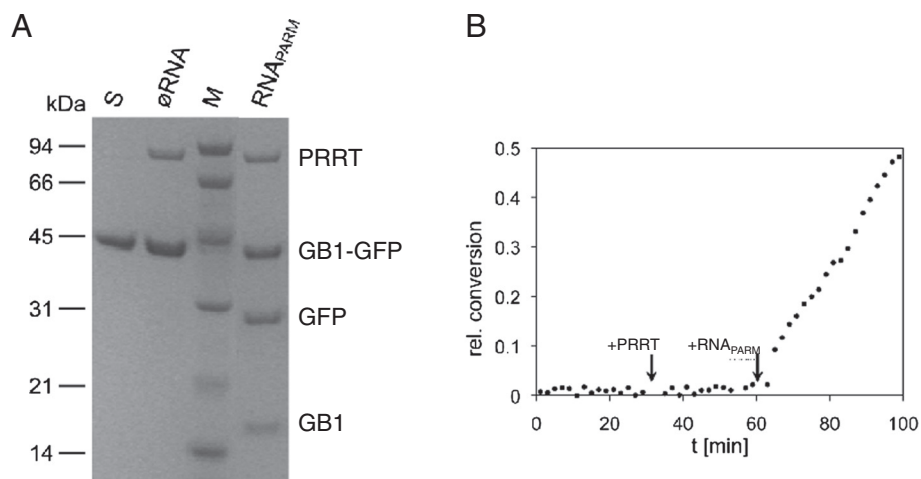 A
kDa
S
øRNA
M
RNAPARM
94
66
45
31
21
14
PRRT
GB1-GFP
GFP
GB1
B
0.5
0.4
0.3
0.2
0.1
0
rel. conversion
+PRRT
+RNAPARM
0 20 40 60 80 100
t [min]